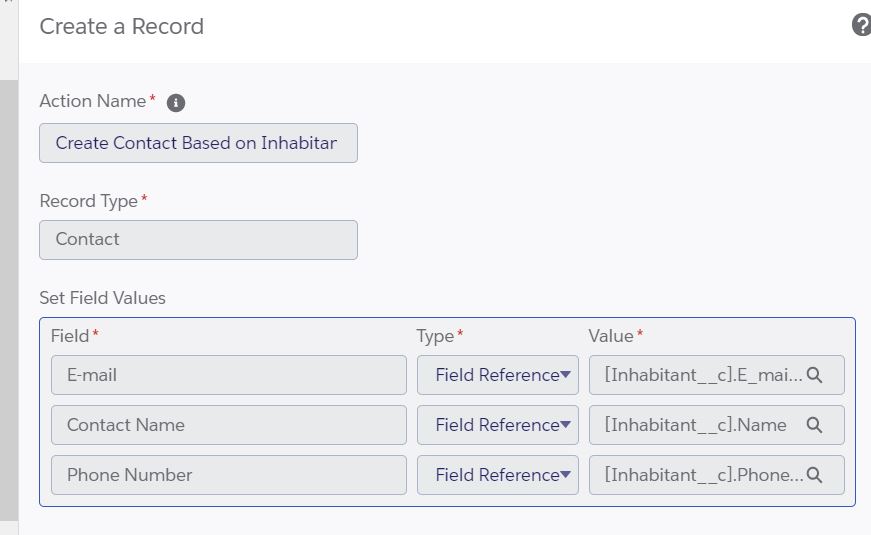 Create a Record
?
Action Name* i
Create Contact Based on Inhabitar
Record Type*
Contact
Set Field Values
Field* Type* Value*
E-mail Field Reference [Inhabitant__c].E_mai...
Contact Name Field Reference [Inhabitant__c].Name
Phone Number Field Reference [Inhabitant__c].Phone...